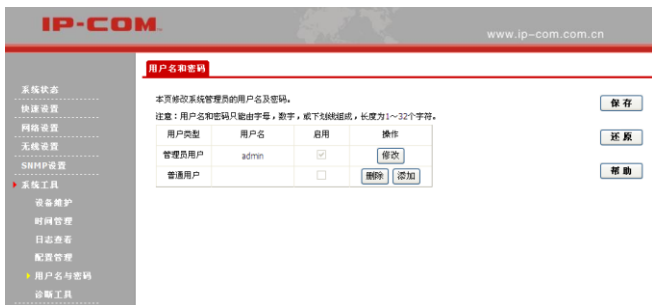 IP-COM
www.ip-com.com.cn
系统状态
快速设置
网络设置
无线设置
SNMP设置
系统工具
设备维护
时间管理
日志查看
配置管理
用户名与密码
诊断工具
用户名和密码
本页修改系统管理员的用户名及密码。
注意：用户名和密码只能由字母，数字，或下划线组成，长度为1～32个字符。
用户类型 用户名 启用 操作
管理员用户 admin 修改
普通用户 删除 添加
保存
还原
帮助